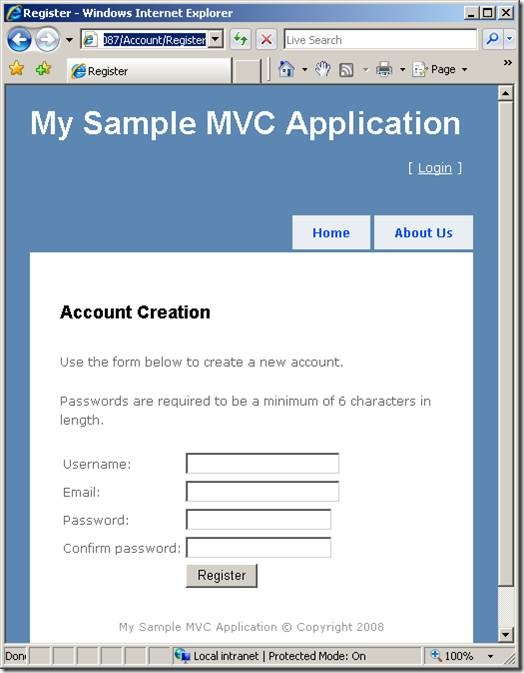 Register - Windows Internet Explorer
087/Account/Register
Live Search
Register
Page
My Sample MVC Application
[ Login ]
Home
About Us
Account Creation
Use the form below to create a new account.
Passwords are required to be a minimum of 6 characters in
length.
Username:
Email:
Password:
Confirm password:
Register
My Sample MVC Application © Copyright 2008
Local intranet | Protected Mode: On
100%